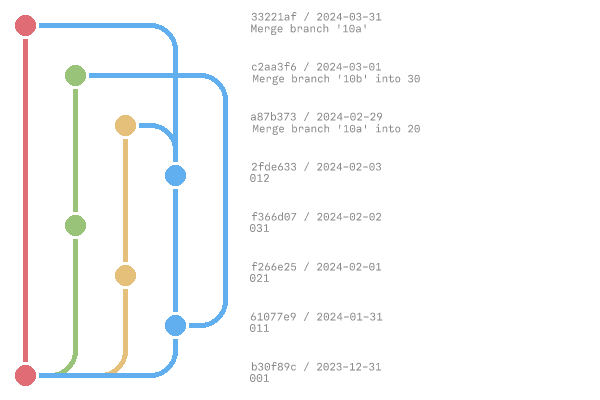 33221af / 2024-03-31
Merge branch '10a'
c2aa3f6 / 2024-03-01
Merge branch '10b' into 30
a87b373 / 2024-02-29
Merge branch '10a' into 20
2fde633 / 2024-02-03
012
f366d07 / 2024-02-02
031
f266e25 / 2024-02-01
021
61077e9 / 2024-01-31
011
b30f89c / 2023-12-31
001